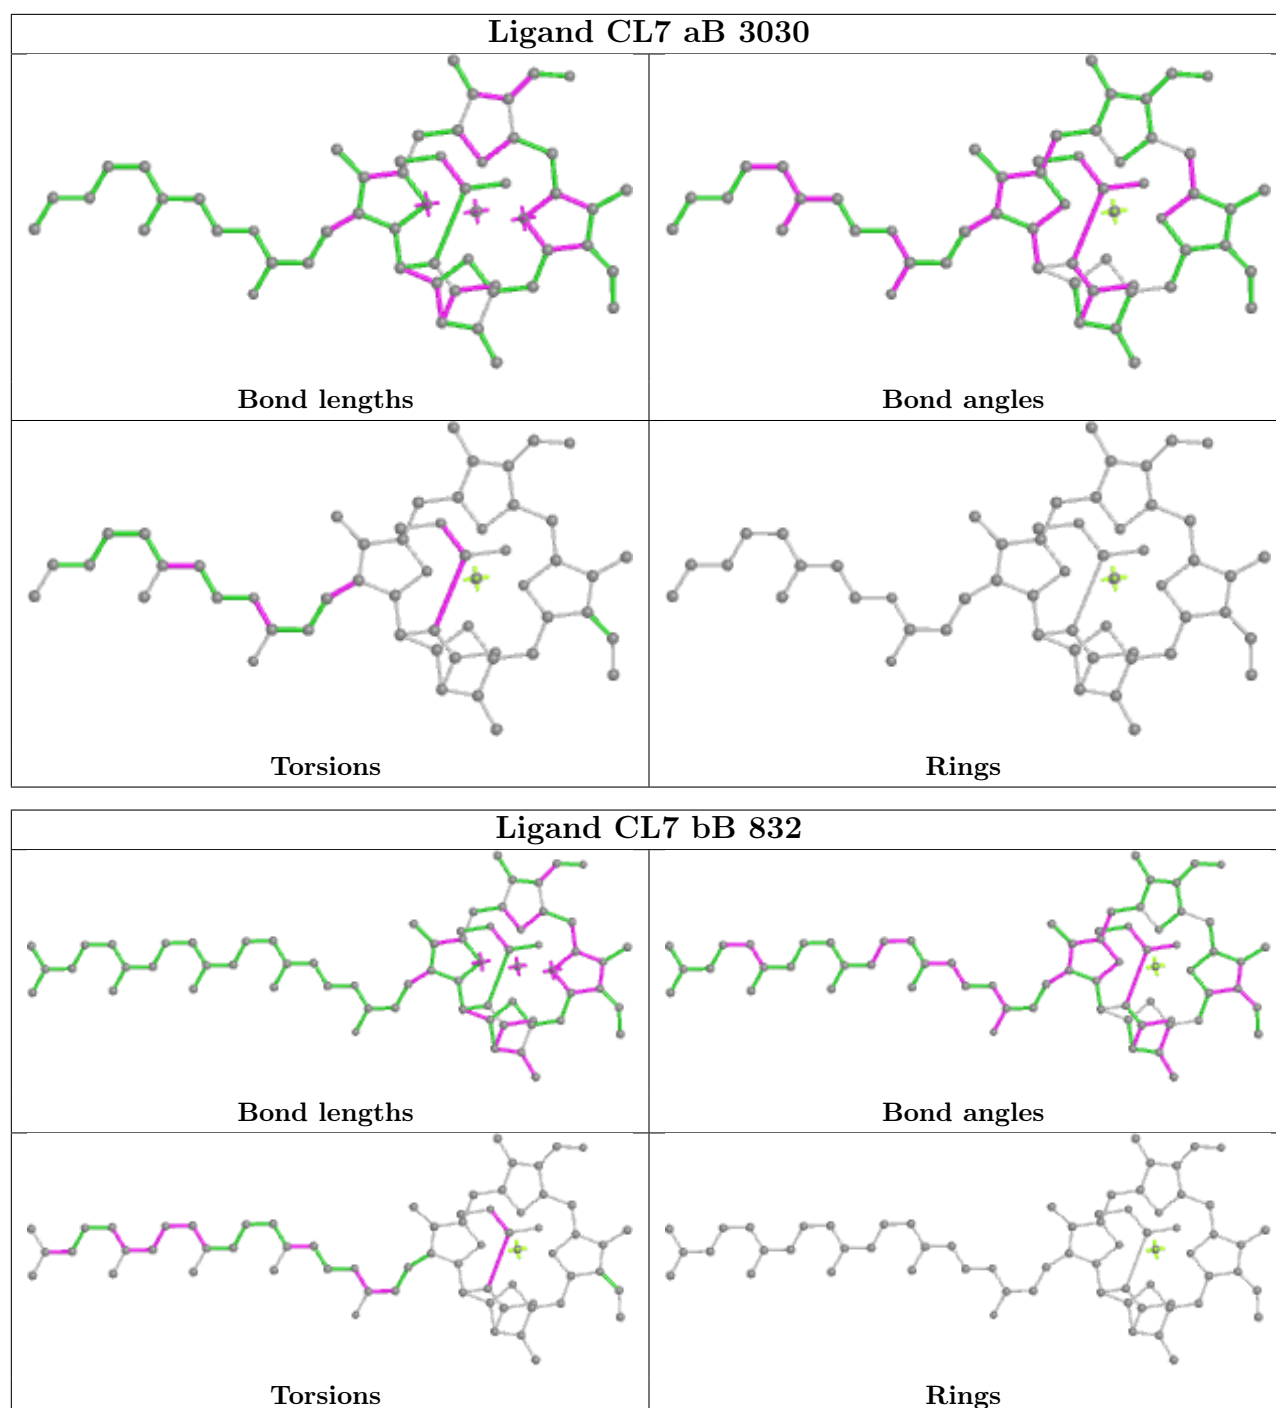 Ligand CL7 aB 3030
Bond lengths
Bond angles
Torsions
Rings
Ligand CL7 bB 832
Bond lengths
Bond angles
Torsions
Rings